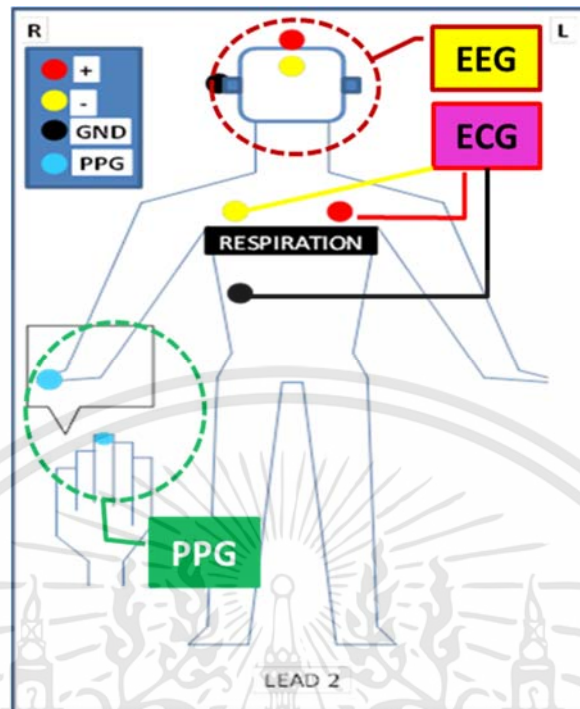 R
L
+
-
GND
PPG
EEG
ECG
RESPIRATION
PPG
LEAD 2